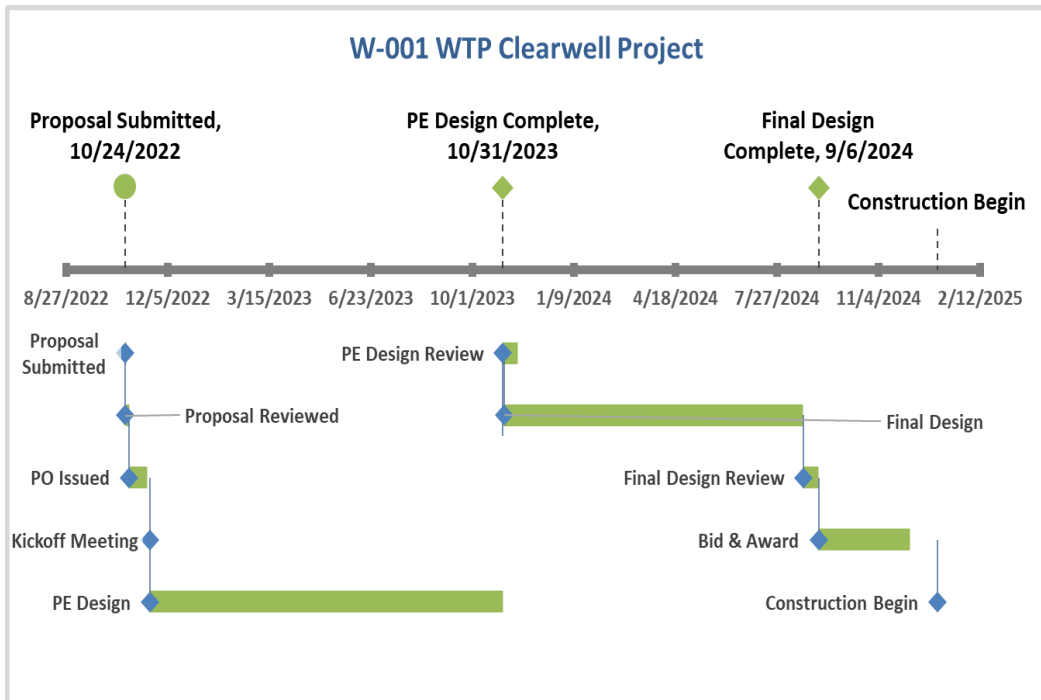 W-001 WTP Clearwell Project
Proposal Submitted,
10/24/2022
PE Design Complete,
10/31/2023
Final Design
Complete, 9/6/2024
Construction Begin
8/27/2022
12/5/2022
3/15/2023
6/23/2023
10/1/2023
1/9/2024
4/18/2024
7/27/2024
11/4/2024
2/12/2025
Proposal
Submitted
PE Design Review
Proposal Reviewed
Final Design
PO Issued
Final Design Review
Kickoff Meeting
Bid & Award
PE Design
Construction Begin